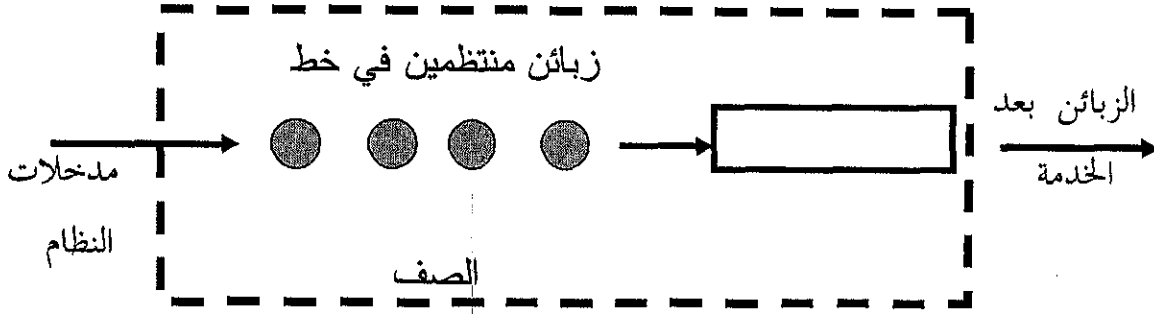 زبائن منتظمين في خط
الزبائن بعد
الخدمة
مدخلات
النظام
الصف